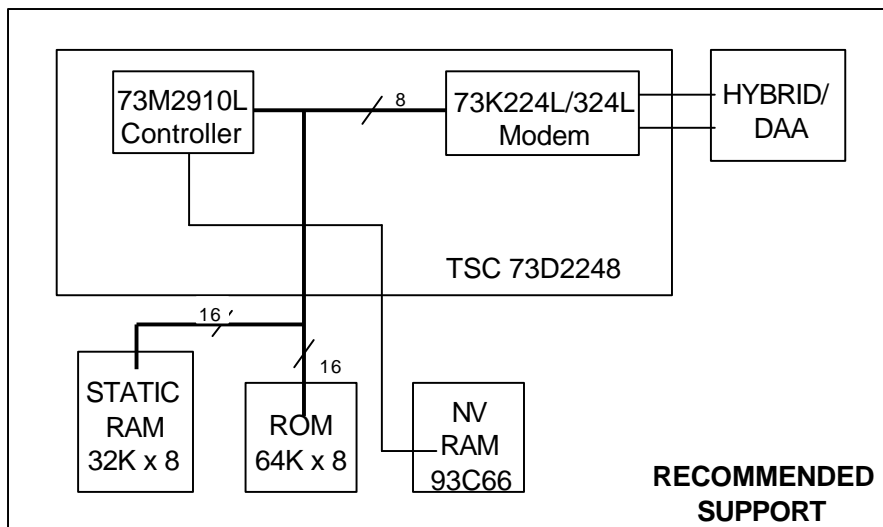 73M2910L
Controller
8
73K224L/324L
Modem
HYBRID/
DAA
TSC 73D2248
16
16
STATIC
RAM
32K x 8
ROM
64K x 8
NV
RAM
93C66
RECOMMENDED
SUPPORT